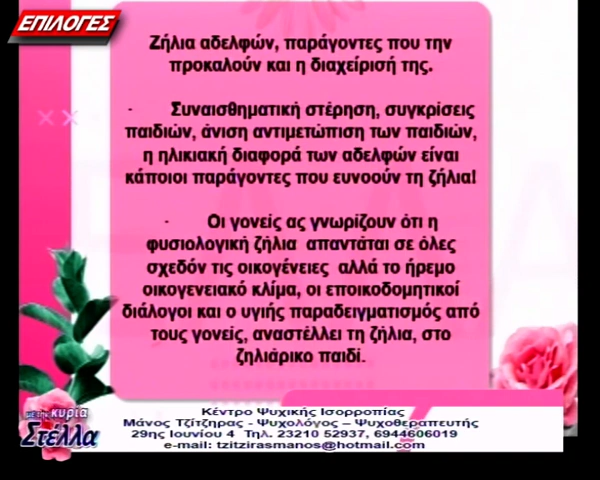 ΕΠΙΛΟΓΕΣ
Ζήλια αδελφών, παράγοντες που την
προκαλούν και η διαχείρισή της.
- Συναισθηματική στέρηση, συγκρίσεις
παιδιών, άνιση αντιμετώπιση των παιδιών,
η ηλικιακή διαφορά των αδελφών είναι
κάποιοι παράγοντες που ευνοούν τη ζήλια!
- Οι γονείς ας γνωρίζουν ότι η
φυσιολογική ζήλια απαντάται σε όλες
σχεδόν τις οικογένειες αλλά το ήρεμο
οικογενειακό κλίμα, οι εποικοδομητικοί
διάλογοι και ο υγιής παραδειγματισμός από
τους γονείς, αναστέλλει τη ζήλια, στο
ζηλιάρικο παιδί.
με την κυρία
Στέλλα
Κέντρο Ψυχικής Ισορροπίας
Μάνος Τζίτζηρας - Ψυχολόγος – Ψυχοθεραπευτής
29ης Ιουνίου 4 Τηλ. 23210 52937, 6944606019
e-mail: tzitzirasmanos@hotmail.com